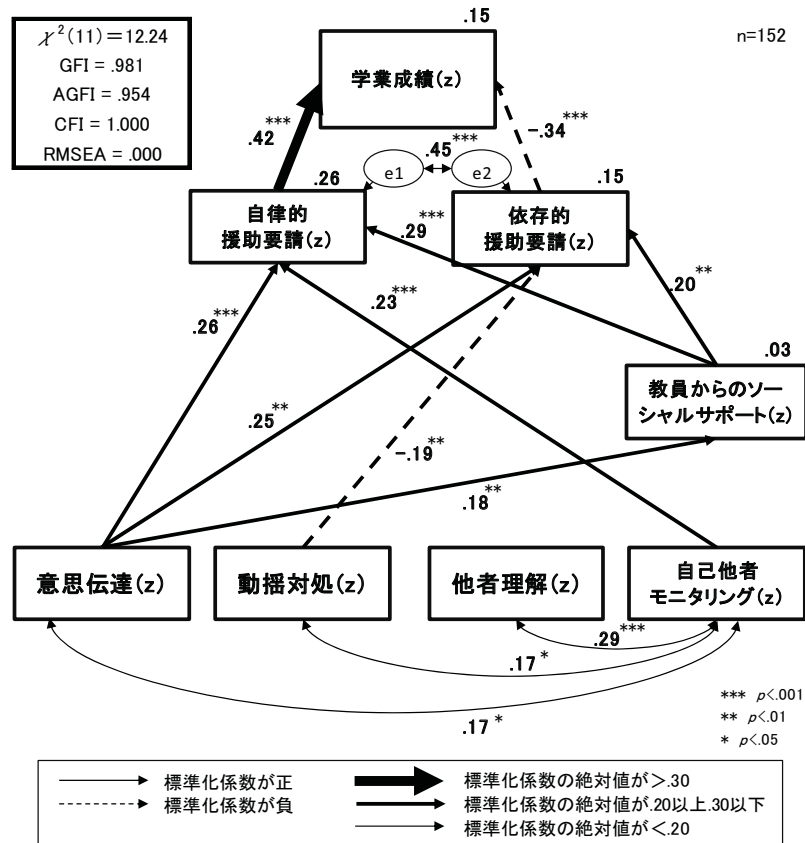 χ²(11)=12.24
GFI = .981
AGFI = .954
CFI = 1.000
RMSEA = .000
.15
n=152
学業成績(z)
.42***
.45***
-.34***
e1
e2
.26
.15
自律的
援助要請(z)
依存的
援助要請(z)
.29***
.26***
.23***
.20**
.03
教員からのソー
シャルサポート(z)
.25**
-.19**
.18**
意思伝達(z)
動揺対処(z)
他者理解(z)
自己他者
モニタリング(z)
.29***
.17*
.17*
*** p<.001
** p<.01
* p<.05
標準化係数が正
標準化係数の絶対値が>.30
標準化係数が負
標準化係数の絶対値が.20以上.30以下
標準化係数の絶対値が<.20